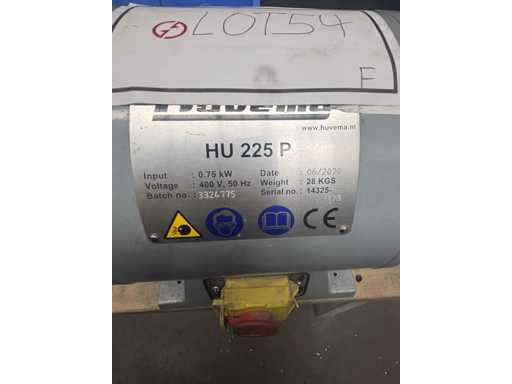 LOT54
F
Huvema
www.huvema.nl
HU 225 P
Input : 0.75 kW
Date : 06/2020
Voltage : 400 V, 50 Hz
Weight : 28 KGS
Batch no. : 3324775
Serial no. : 14325-
CE